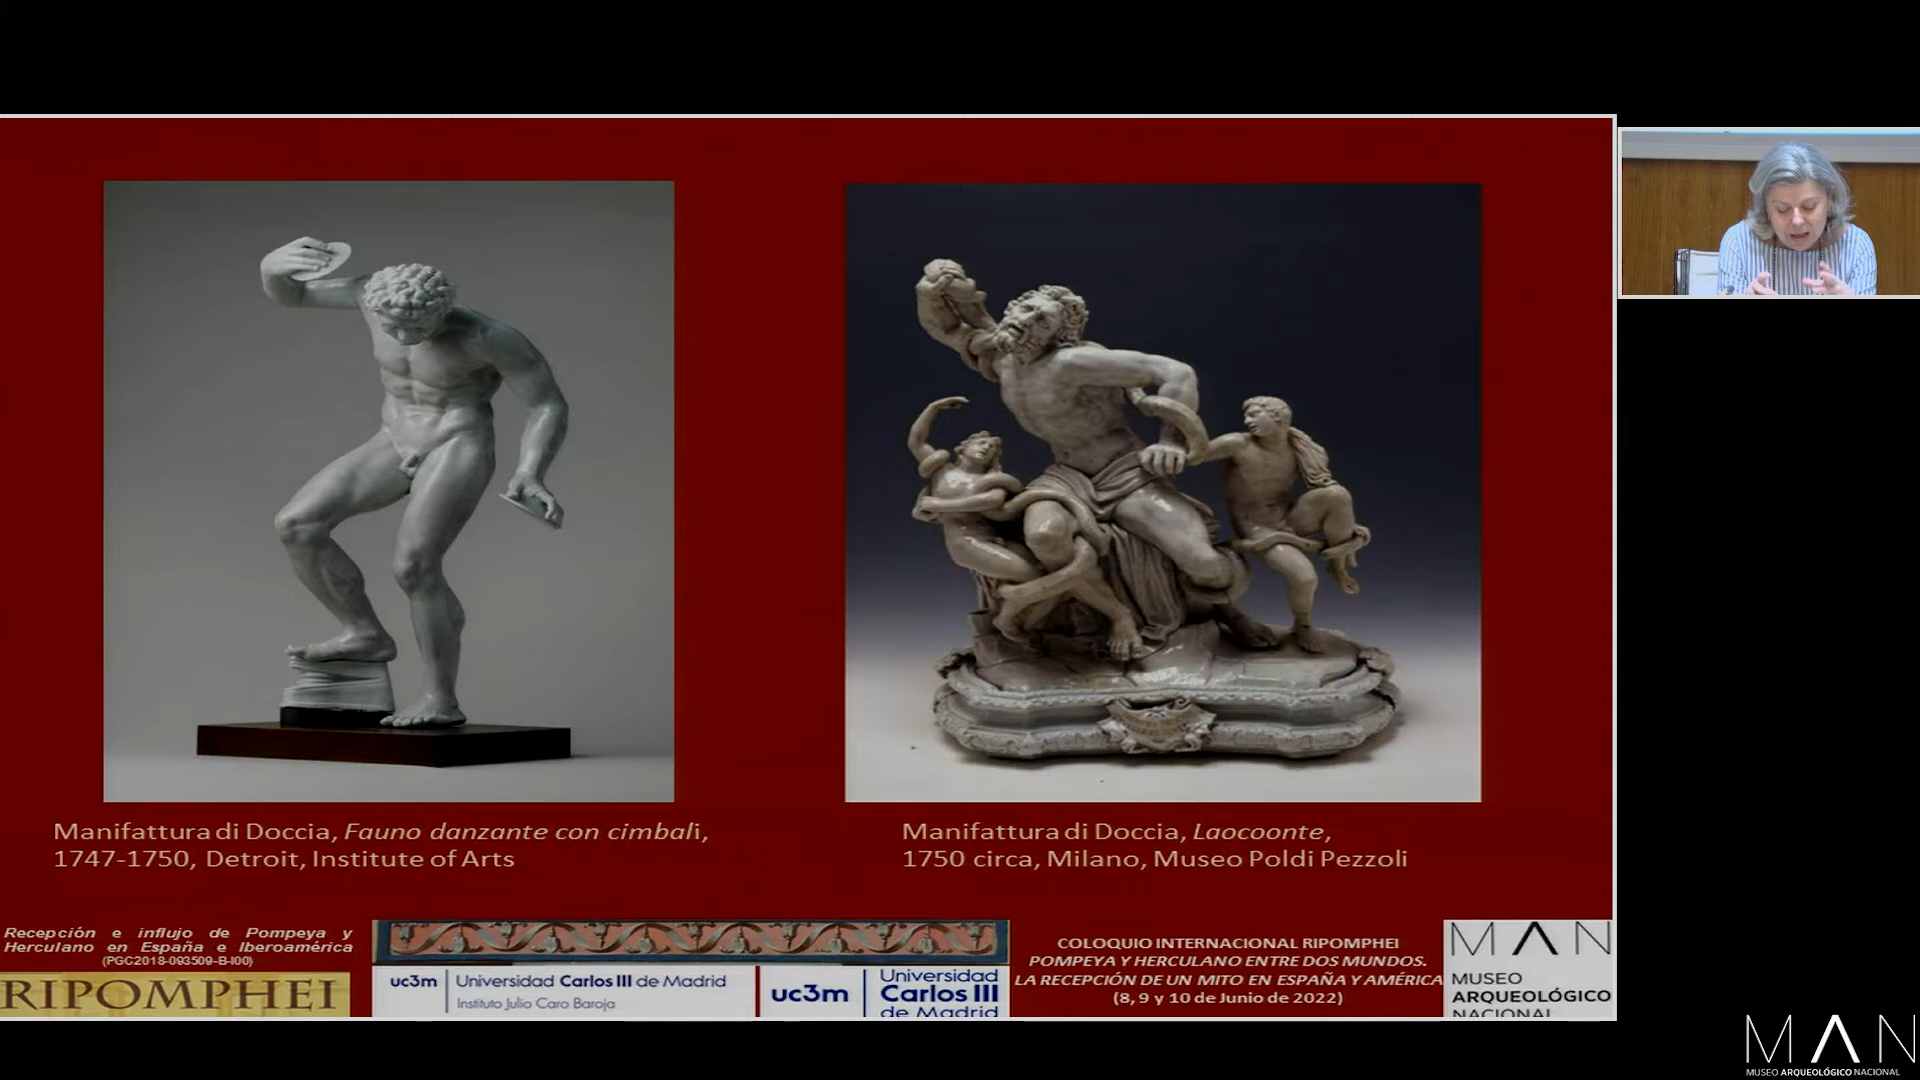 Manifattura di Doccia, Fauno danzante con cimbali,
1747-1750, Detroit, Institute of Arts
Manifattura di Doccia, Laocoonte,
1750 circa, Milano, Museo Poldi Pezzoli
Recepción e influjo de Pompeya y
Herculano en España e Iberoamérica
(PGC2018-093509-B-I00)
RIPOMPHEI
uc3m Universidad Carlos III de Madrid
Instituto Julio Caro Baroja
uc3m Universidad
Carlos III
de Madrid
COLOQUIO INTERNACIONAL RIPOMPHEI
POMPEYA Y HERCULANO ENTRE DOS MUNDOS.
LA RECEPCIÓN DE UN MITO EN ESPAÑA Y AMÉRICA
(8, 9 y 10 de Junio de 2022)
MAN
MUSEO
ARQUEOLÓGICO
NACIONAL
MAN
MUSEO ARQUEOLÓGICO NACIONAL